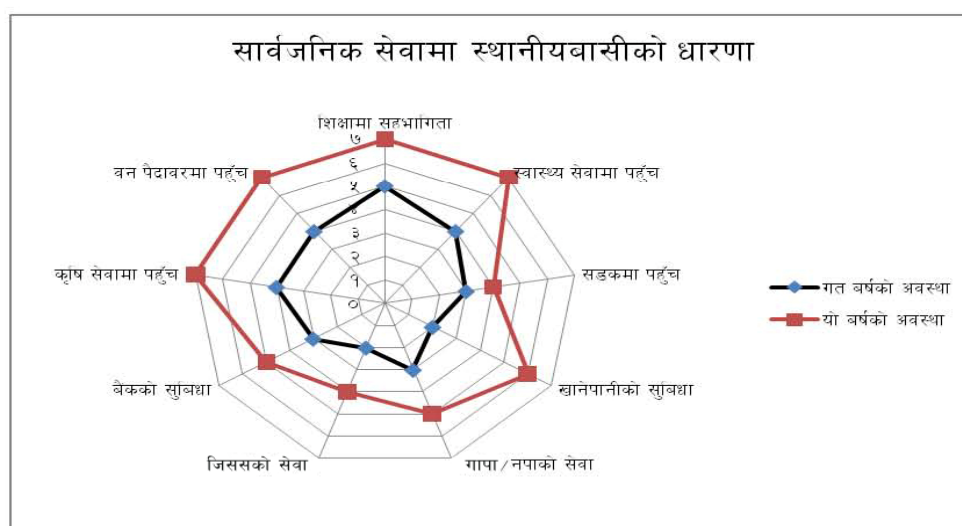 सार्वजनिक सेवामा स्थानीयबासीको धारणा
शिक्षामा सहभागिता
७
वन पैदावरमा पहुँच
स्वास्थ्य सेवामा पहुँच
६
५
४
कृषि सेवामा पहुँच
३
सडकमा पहुँच
२
१
०
गत बर्षको अवस्था
यो बर्षको अवस्था
बैंकको सुबिधा
खानेपानीको सुबिधा
जिससको सेवा
गापा/नपाको सेवा